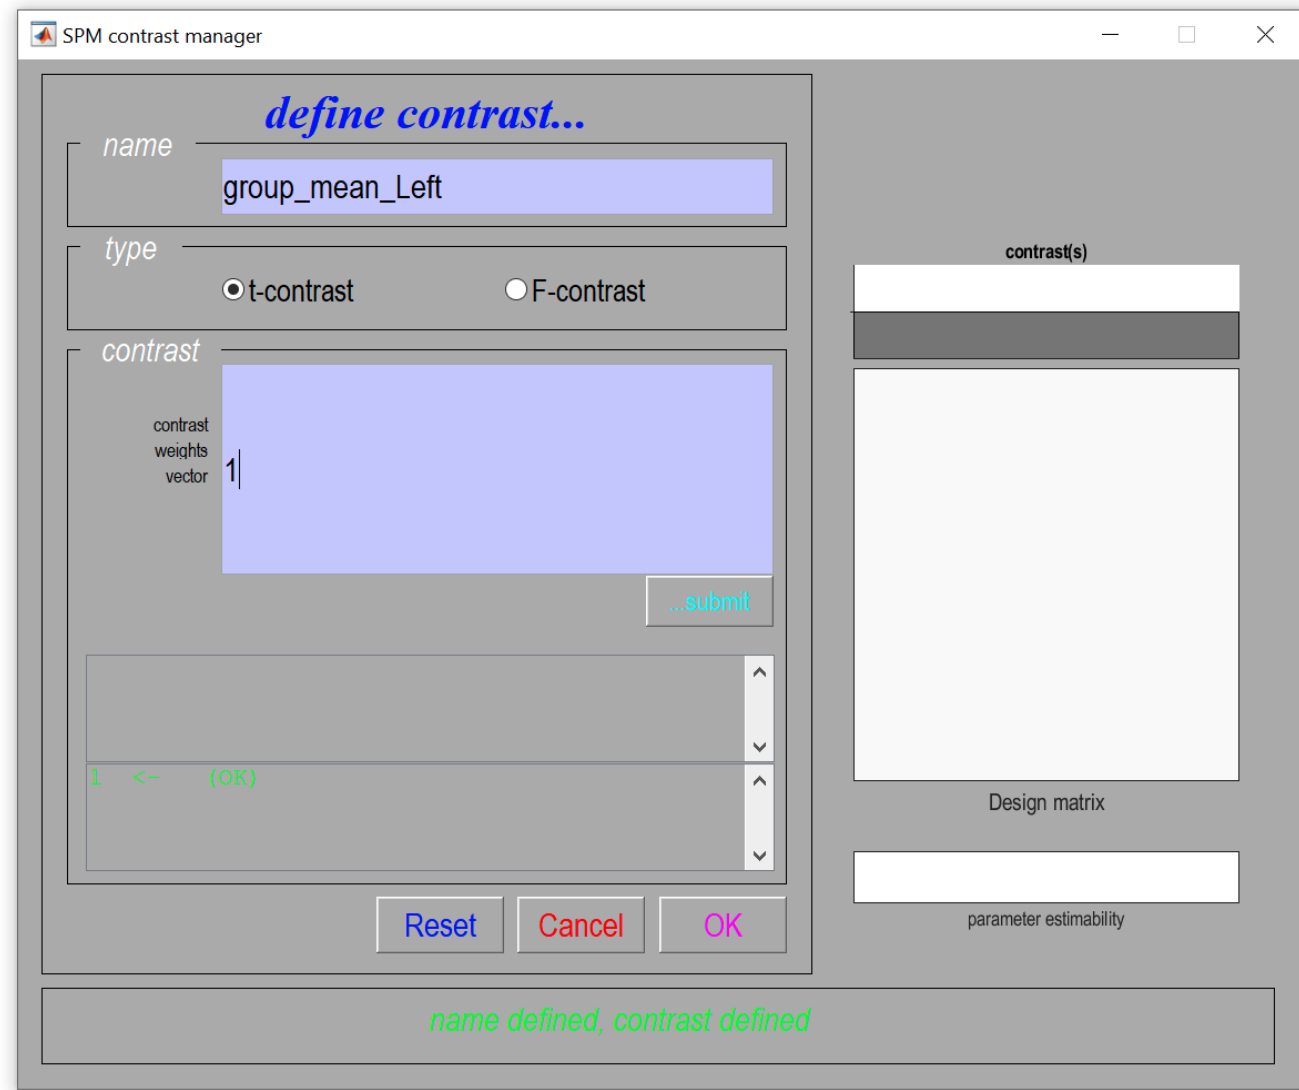 SPM contrast manager
define contrast...
name
group_mean_Left
type
t-contrast
F-contrast
contrast
contrast
weights
vector
1
...submit
1 <- (OK)
Reset
Cancel
OK
contrast(s)
Design matrix
parameter estimability
name defined, contrast defined